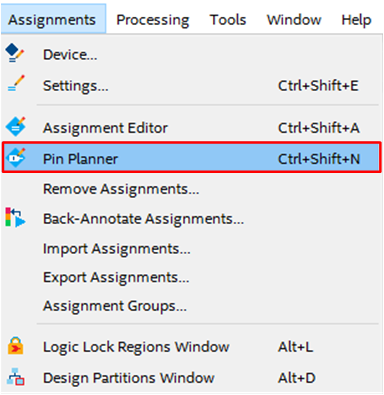 Assignments Processing Tools Window Help
Device...
Settings... Ctrl+Shift+E
Assignment Editor Ctrl+Shift+A
Pin Planner Ctrl+Shift+N
Remove Assignments...
Back-Annotate Assignments...
Import Assignments...
Export Assignments...
Assignment Groups...
Logic Lock Regions Window Alt+L
Design Partitions Window Alt+D